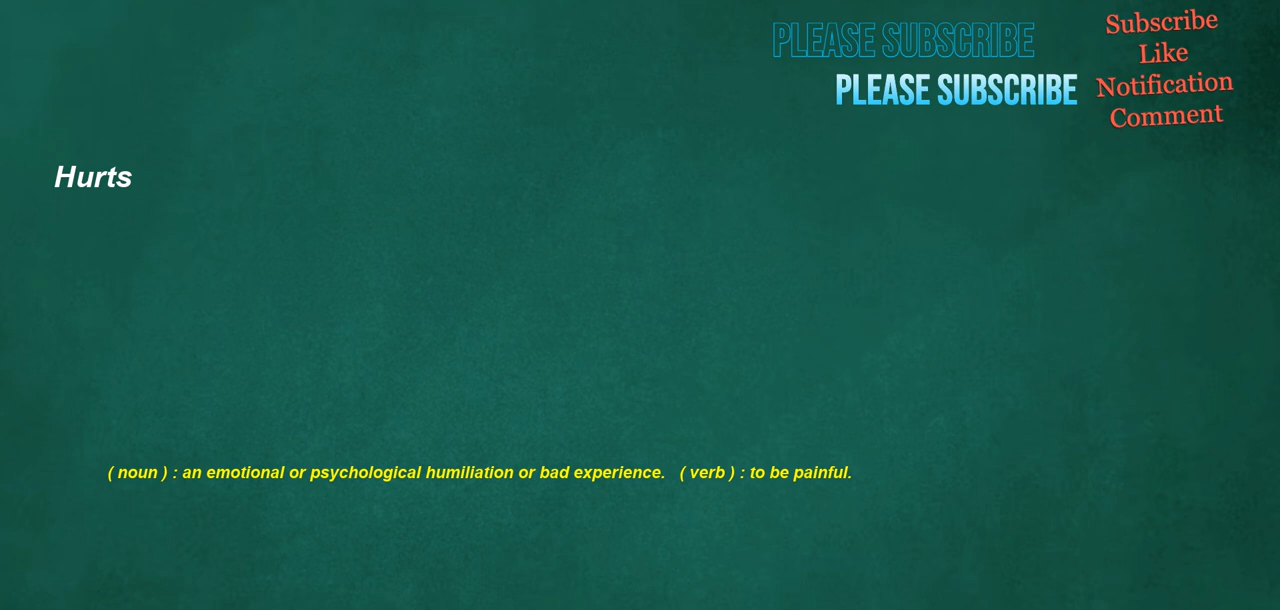 PLEASE SUBSCRIBE
PLEASE SUBSCRIBE
Subscribe
Like
Notification
Comment
Hurts
( noun ) : an emotional or psychological humiliation or bad experience. ( verb ) : to be painful.